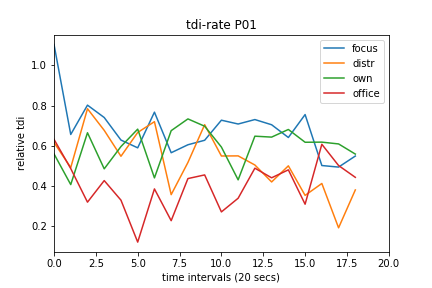 tdi-rate P01
focus
distr
own
office
relative tdi
1.0
0.8
0.6
0.4
0.2
0.0 2.5 5.0 7.5 10.0 12.5 15.0 17.5 20.0
time intervals (20 secs)